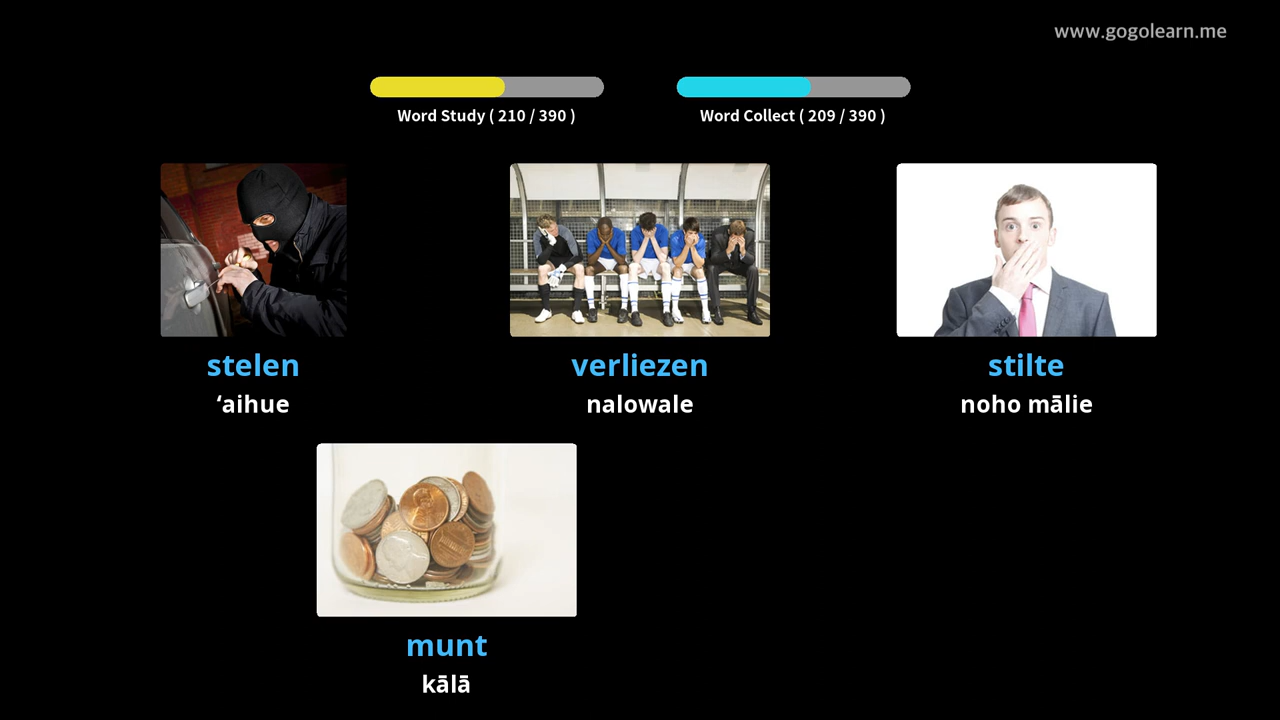 www.gogolearn.me
Word Study ( 210 / 390 )
Word Collect ( 209 / 390 )
stelen
ʻaihue
verliezen
nalowale
stilte
noho mālie
munt
kālā